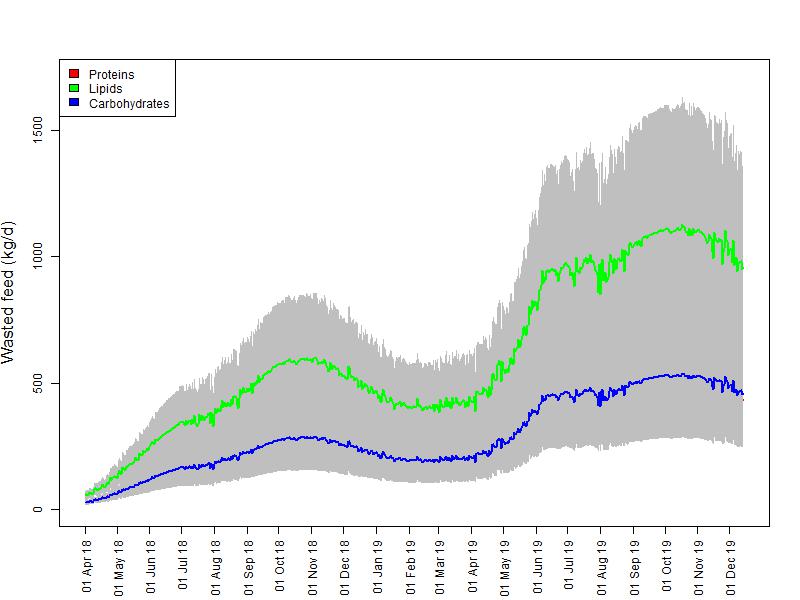 Proteins
Lipids
Carbohydrates
Wasted feed (kg/d)
1500
1000
500
0
01 Apr 18
01 May 18
01 Jun 18
01 Jul 18
01 Aug 18
01 Sep 18
01 Oct 18
01 Nov 18
01 Dec 18
01 Jan 19
01 Feb 19
01 Mar 19
01 Apr 19
01 May 19
01 Jun 19
01 Jul 19
01 Aug 19
01 Sep 19
01 Oct 19
01 Nov 19
01 Dec 19